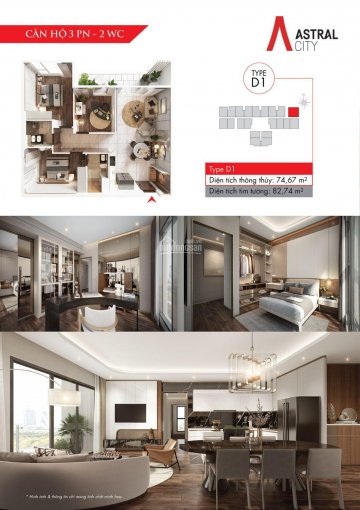 CĂN HỘ 3 PN - 2 WC
ASTRAL
CITY
TYPE
D1
Type D1
Diện tích thông thủy: 74,67 m²
Diện tích tim tường: 82,74 m²
batdongsan
* Hình ảnh & thông tin chỉ mang tính chất minh họa